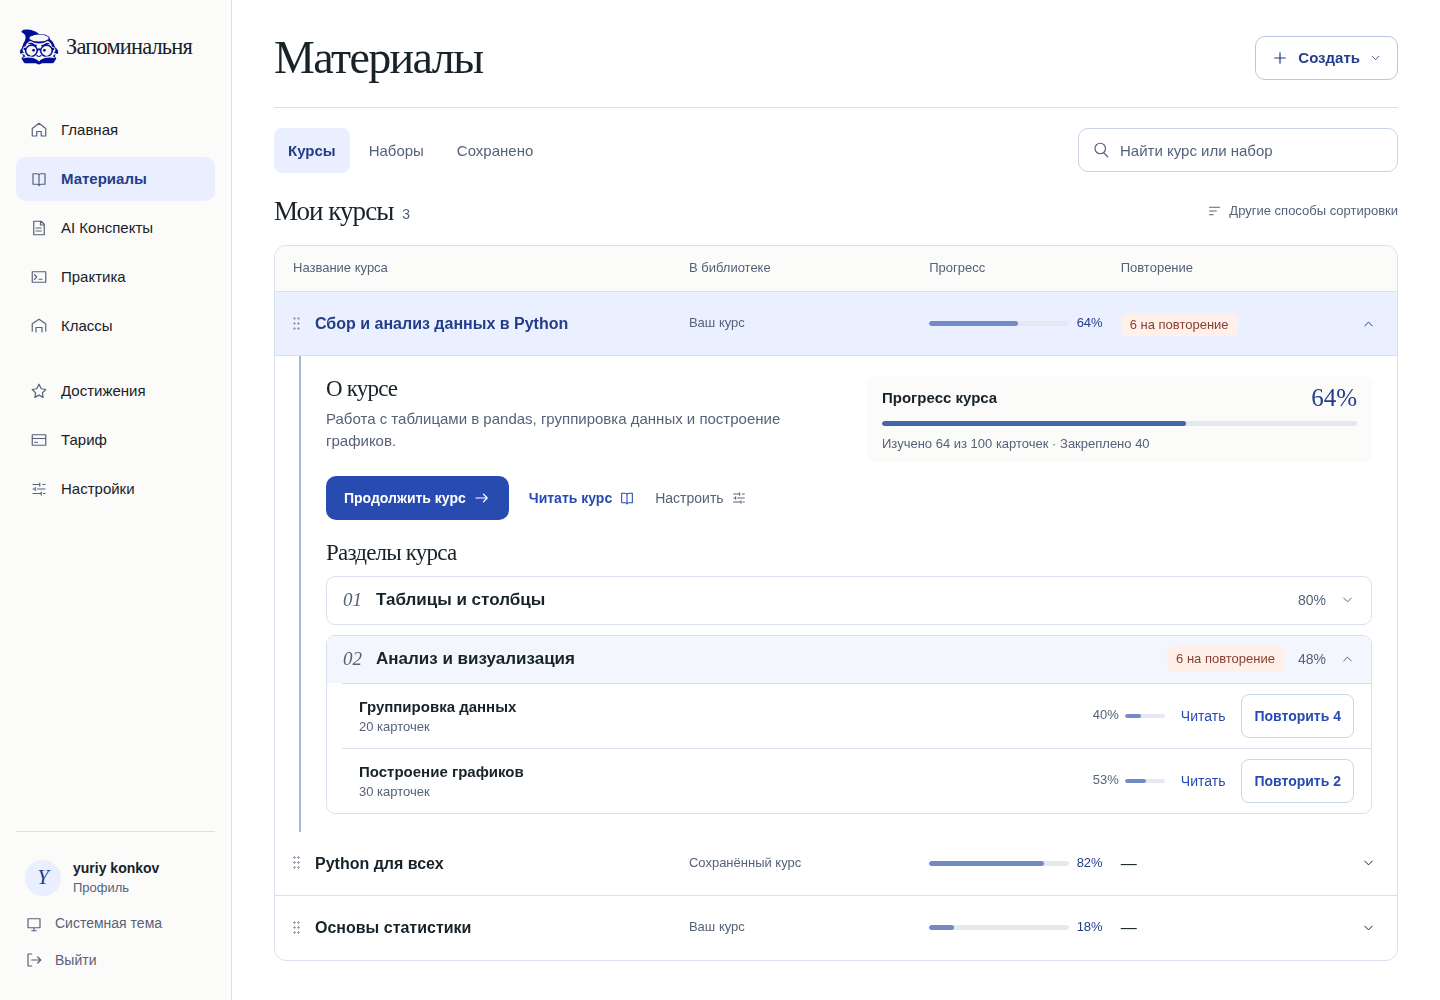 Запоминальня
Главная
Материалы
AI Конспекты
Практика
Классы
Достижения
Тариф
Настройки
Y
yuriy konkov
Профиль
Системная тема
Выйти
Материалы
Создать
Курсы
Наборы
Сохранено
Найти курс или набор
Мои курсы 3
Другие способы сортировки
Название курса
В библиотеке
Прогресс
Повторение
Сбор и анализ данных в Python
Ваш курс
64%
6 на повторение
О курсе
Работа с таблицами в pandas, группировка данных и построение
графиков.
Прогресс курса
64%
Изучено 64 из 100 карточек · Закреплено 40
Продолжить курс
Читать курс
Настроить
Разделы курса
01 Таблицы и столбцы
80%
02 Анализ и визуализация
6 на повторение
48%
Группировка данных
20 карточек
40%
Читать
Повторить 4
Построение графиков
30 карточек
53%
Читать
Повторить 2
Python для всех
Сохранённый курс
82%
—
Основы статистики
Ваш курс
18%
—